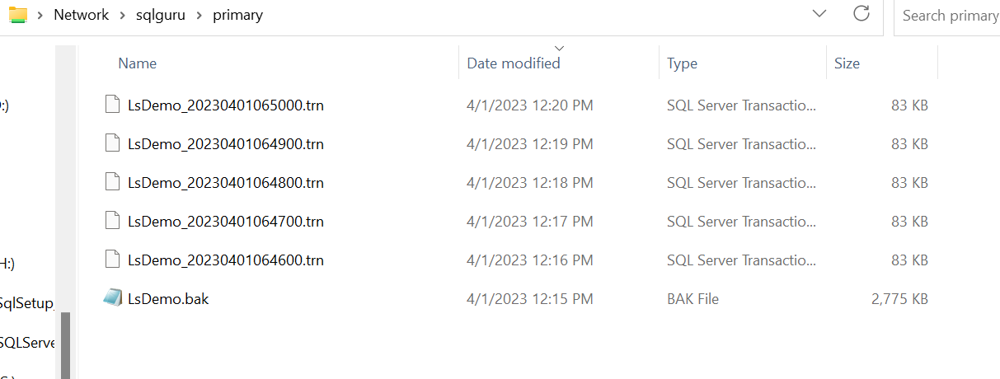 Network > sqlguru > primary
Search primary
Name Date modified Type Size
:)
LsDemo_20230401065000.trn 4/1/2023 12:20 PM SQL Server Transactio... 83 KB
LsDemo_20230401064900.trn 4/1/2023 12:19 PM SQL Server Transactio... 83 KB
LsDemo_20230401064800.trn 4/1/2023 12:18 PM SQL Server Transactio... 83 KB
LsDemo_20230401064700.trn 4/1/2023 12:17 PM SQL Server Transactio... 83 KB
H:)
LsDemo_20230401064600.trn 4/1/2023 12:16 PM SQL Server Transactio... 83 KB
SqlSetup_
LsDemo.bak 4/1/2023 12:15 PM BAK File 2,775 KB
SQLServe